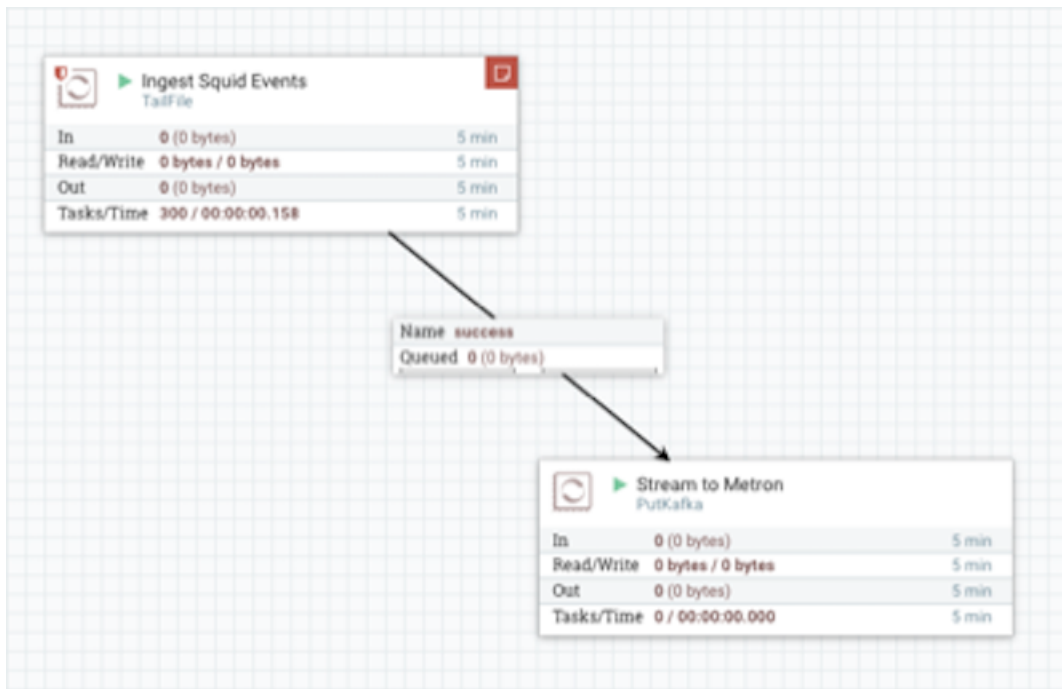 Ingest Squid Events
TailFile
In 0 (0 bytes) 5 min
Read/Write 0 bytes / 0 bytes 5 min
Out 0 (0 bytes) 5 min
Tasks/Time 300 / 00:00:00.158 5 min
Name success
Queued 0 (0 bytes)
Stream to Metron
PutKafka
In 0 (0 bytes) 5 min
Read/Write 0 bytes / 0 bytes 5 min
Out 0 (0 bytes) 5 min
Tasks/Time 0 / 00:00:00.000 5 min